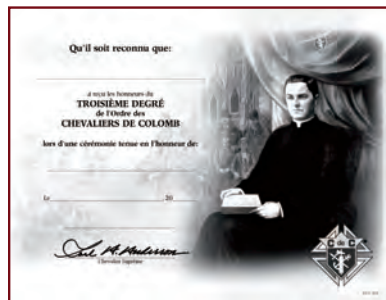 Qu'il soit reconnu que:
a reçu les honneurs du
TROISIÈME DEGRÉ
de l'Ordre des
CHEVALIERS DE COLOMB
lors d'une cérémonie tenue en l'honneur de:
Le , 20
Chevalier Suprême
C de C